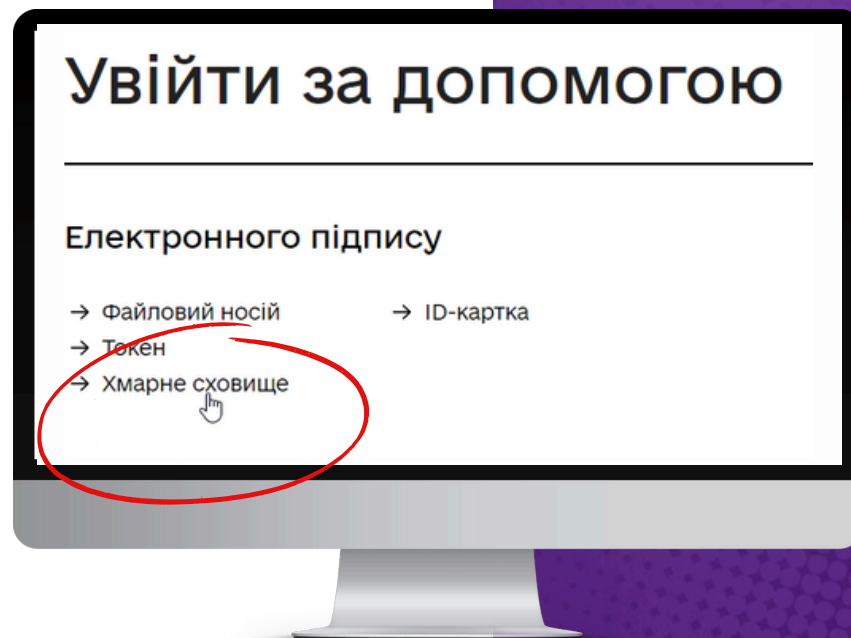 Увійти за допомогою
Електронного підпису
→ Файловий носій
→ ID-картка
→ Токен
→ Хмарне сховище